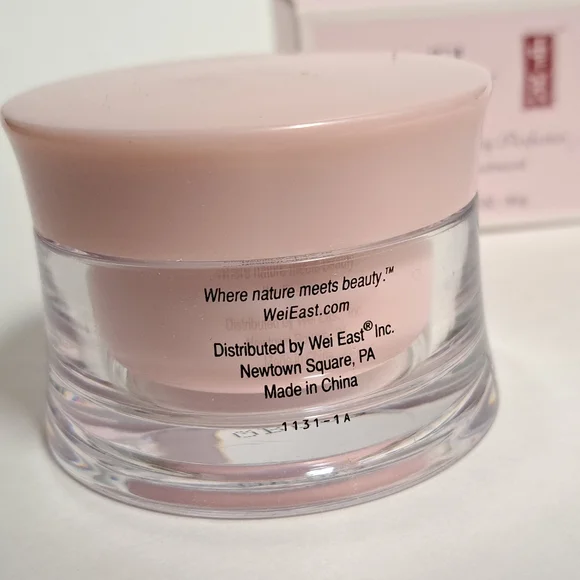 Where nature meets beauty.™
WeiEast.com
Distributed by Wei East® Inc.
Newtown Square, PA
Made in China
1131-1A